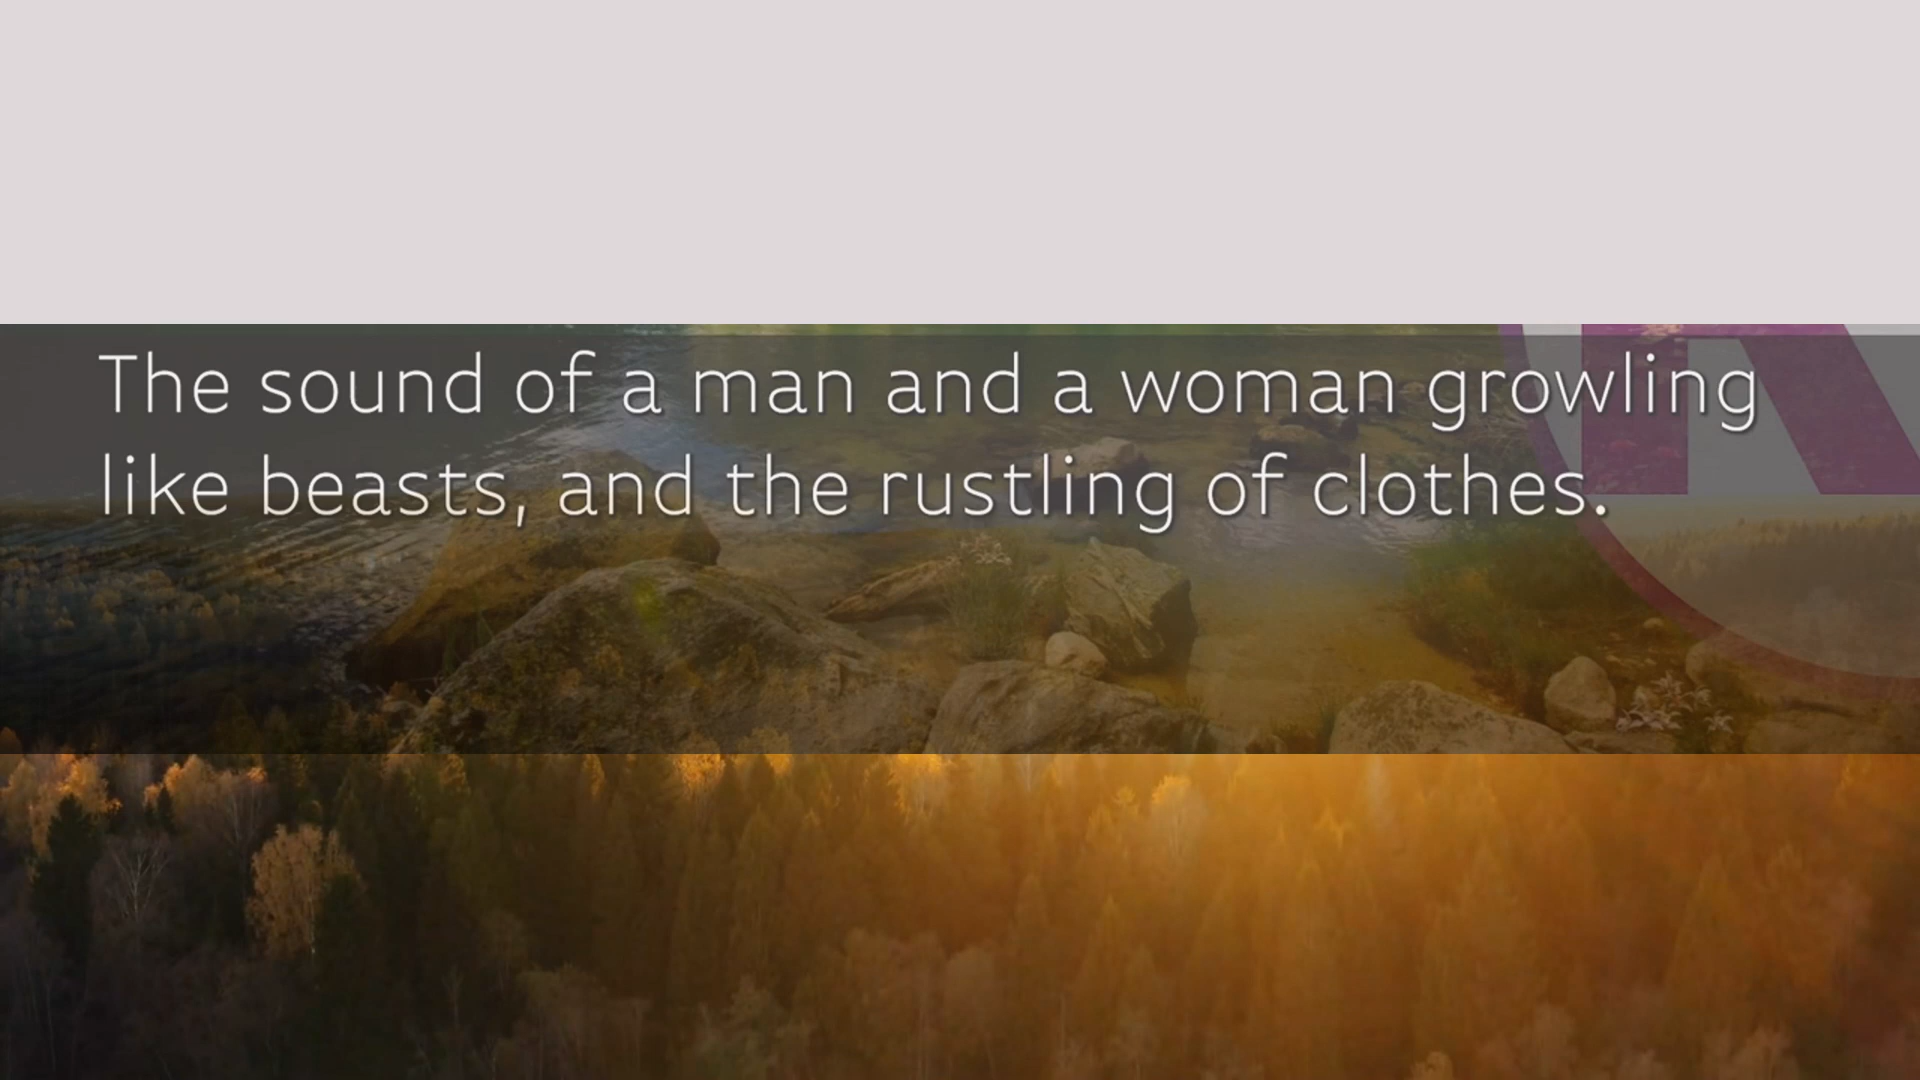 The sound of a man and a woman growling
like beasts, and the rustling of clothes.